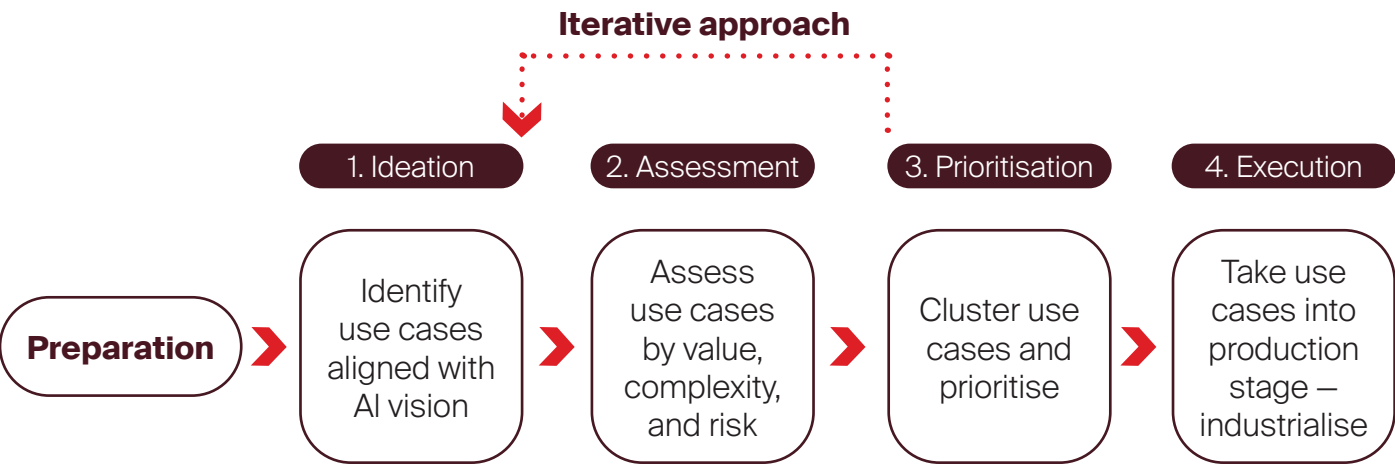 Iterative approach
1. Ideation
2. Assessment
3. Prioritisation
4. Execution
Preparation
Identify
use cases
aligned with
AI vision
Assess
use cases
by value,
complexity,
and risk
Cluster use
cases and
prioritise
Take use
cases into
production
stage –
industrialise